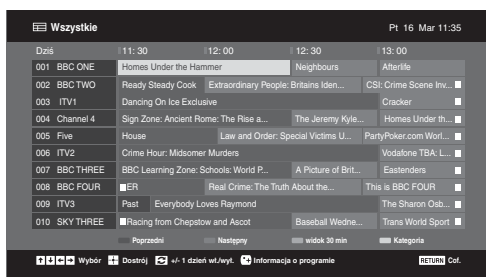 Wszystkie Pt 16 Mar 11:35
Dziś 11:30 12:00 12:30 13:00
001 BBC ONE Homes Under the Hammer Neighbours Afterlife
002 BBC TWO Ready Steady Cook Extraordinary People: Britains Iden... CSI: Crime Scene Inv...
003 ITV1 Dancing On Ice Exclusive Cracker
004 Channel 4 Sign Zone: Ancient Rome: The Rise a... The Jeremy Kyle... Homes Under th...
005 Five House Law and Order: Special Victims U... PartyPoker.com Worl...
006 ITV2 Crime Hour: Midsomer Murders Vodafone TBA: L...
007 BBC THREE BBC Learning Zone: Schools: World P... A Picture of Brit... Eastenders
008 BBC FOUR ER Real Crime: The Truth About the... This is BBC FOUR
009 ITV3 Past Everybody Loves Raymond The Sharon Osb...
010 SKY THREE Racing from Chepstow and Ascot Baseball Wedne... Trans World Sport
Poprzedni Następny widok 30 min Kategoria
Wybór Dostrój +/- 1 dzień wł./wył. Informacja o programie RETURN Cof.